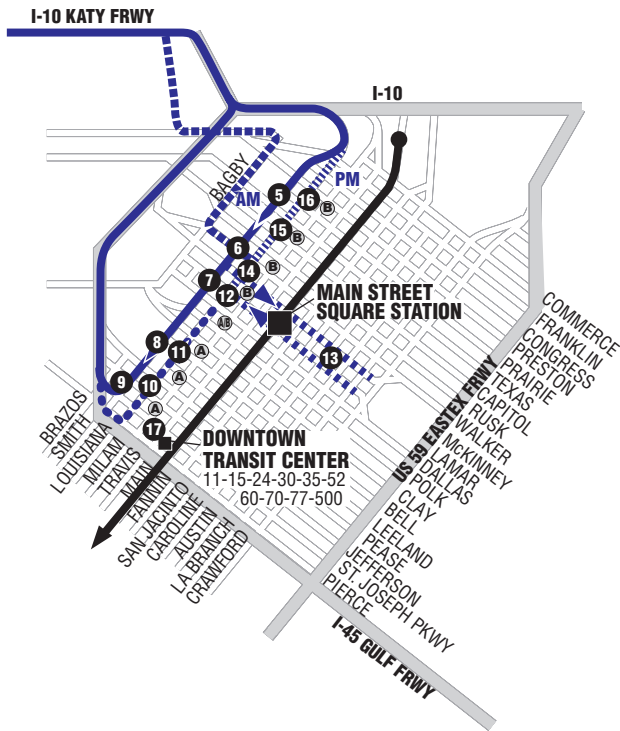 I-10 KATY FRWY
I-10
BAGBY
AM
PM
5
16
B
15
B
6
14
B
7
12
B
A/B
MAIN STREET
SQUARE STATION
8
11
A
13
9
10
A
A
17
DOWNTOWN
TRANSIT CENTER
11-15-24-30-35-52
60-70-77-500
BRAZOS
SMITH
LOUISIANA
MILAM
TRAVIS
MAIN
FANNIN
SAN JACINTO
CAROLINE
AUSTIN
LA BRANCH
CRAWFORD
US 59 EASTEX FRWY
COMMERCE
FRANKLIN
CONGRESS
PRESTON
PRAIRIE
TEXAS
CAPITOL
RUSK
WALKER
McKINNEY
LAMAR
DALLAS
POLK
CLAY
BELL
LEELAND
PEASE
JEFFERSON
ST. JOSEPH PKWY
PIERCE
I-45 GULF FRWY